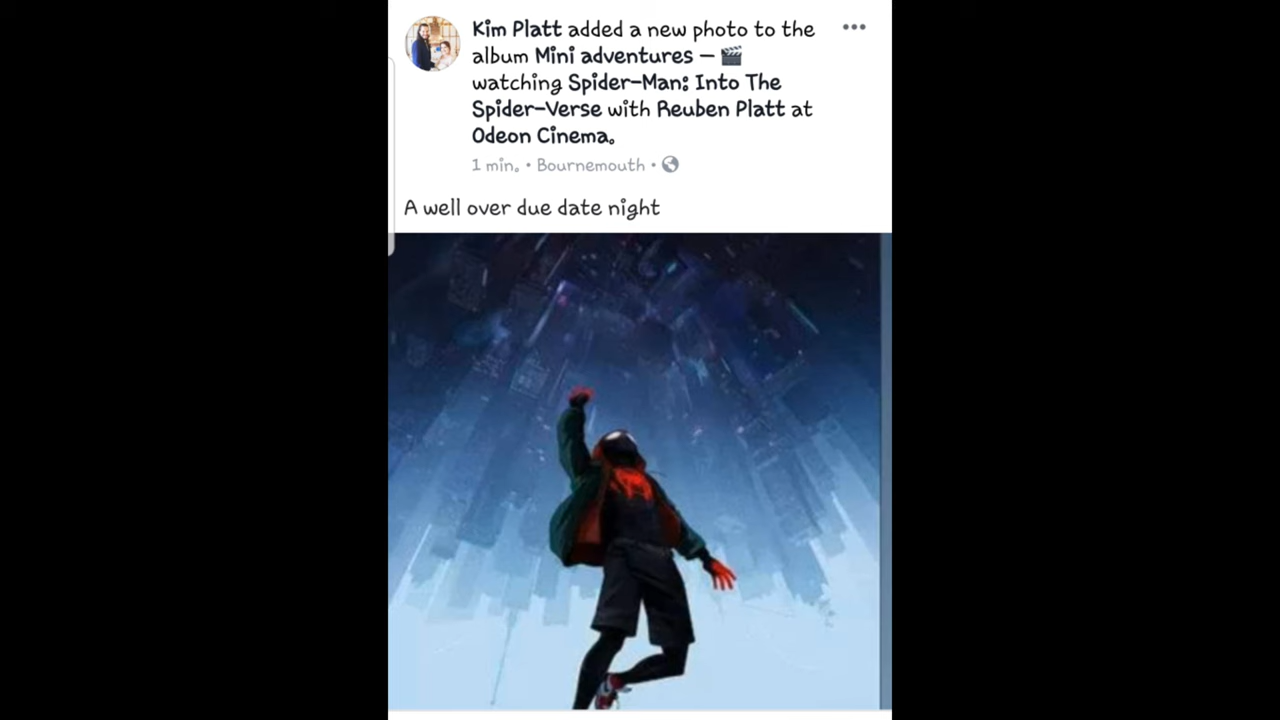 Kim Platt added a new photo to the
album Mini adventures — 🎬
watching Spider-Man: Into The
Spider-Verse with Reuben Platt at
Odeon Cinema.
1 min. • Bournemouth •
A well over due date night